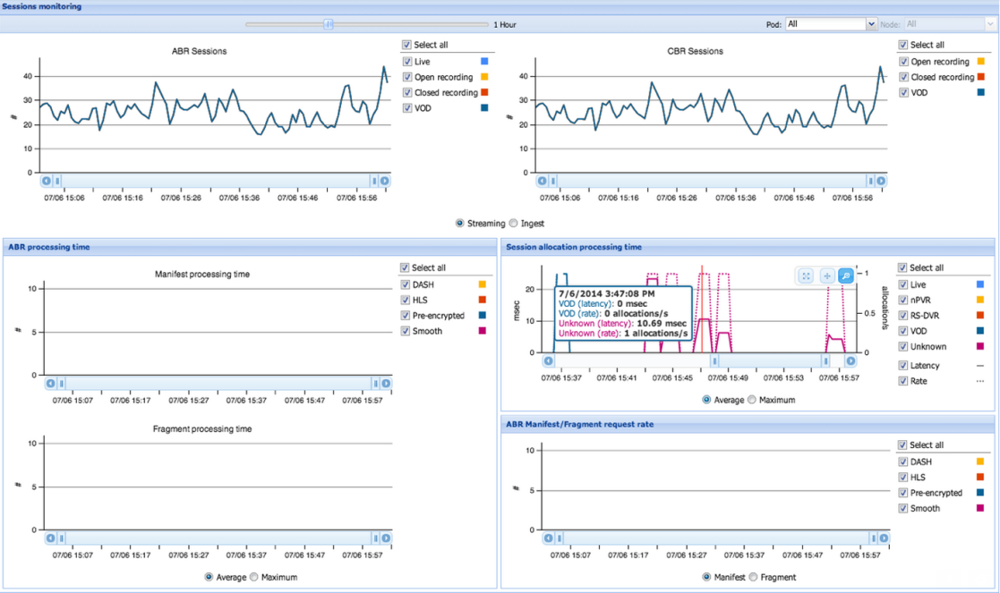 Sessions monitoring
1 Hour
Pod: All
Node: All
ABR Sessions
Select all
Live
Open recording
Closed recording
VOD
40
30
20
10
0
#
07/06 15:06 07/06 15:16 07/06 15:26 07/06 15:36 07/06 15:46 07/06 15:56
CBR Sessions
Select all
Open recording
Closed recording
VOD
40
30
20
10
0
#
07/06 15:06 07/06 15:16 07/06 15:26 07/06 15:36 07/06 15:46 07/06 15:56
Streaming Ingest
ABR processing time
Manifest processing time
Select all
DASH
HLS
Pre-encrypted
Smooth
10
5
0
#
07/06 15:07 07/06 15:17 07/06 15:27 07/06 15:37 07/06 15:47 07/06 15:57
Fragment processing time
10
5
0
#
07/06 15:07 07/06 15:17 07/06 15:27 07/06 15:37 07/06 15:47 07/06 15:57
Average Maximum
Session allocation processing time
Select all
Live
nPVR
RS-DVR
VOD
Unknown
Latency
Rate
20
10
0
msec
1
0.5
0
allocation/s
7/6/2014 3:47:08 PM
VOD (latency): 0 msec
VOD (rate): 0 allocations/s
Unknown (latency): 10.69 msec
Unknown (rate): 1 allocations/s
07/06 15:37 07/06 15:41 07/06 15:45 07/06 15:49 07/06 15:53 07/06 15:57
Average Maximum
ABR Manifest/Fragment request rate
Select all
DASH
HLS
Pre-encrypted
Smooth
10
5
0
#
07/06 15:07 07/06 15:17 07/06 15:27 07/06 15:37 07/06 15:47 07/06 15:57
Manifest Fragment